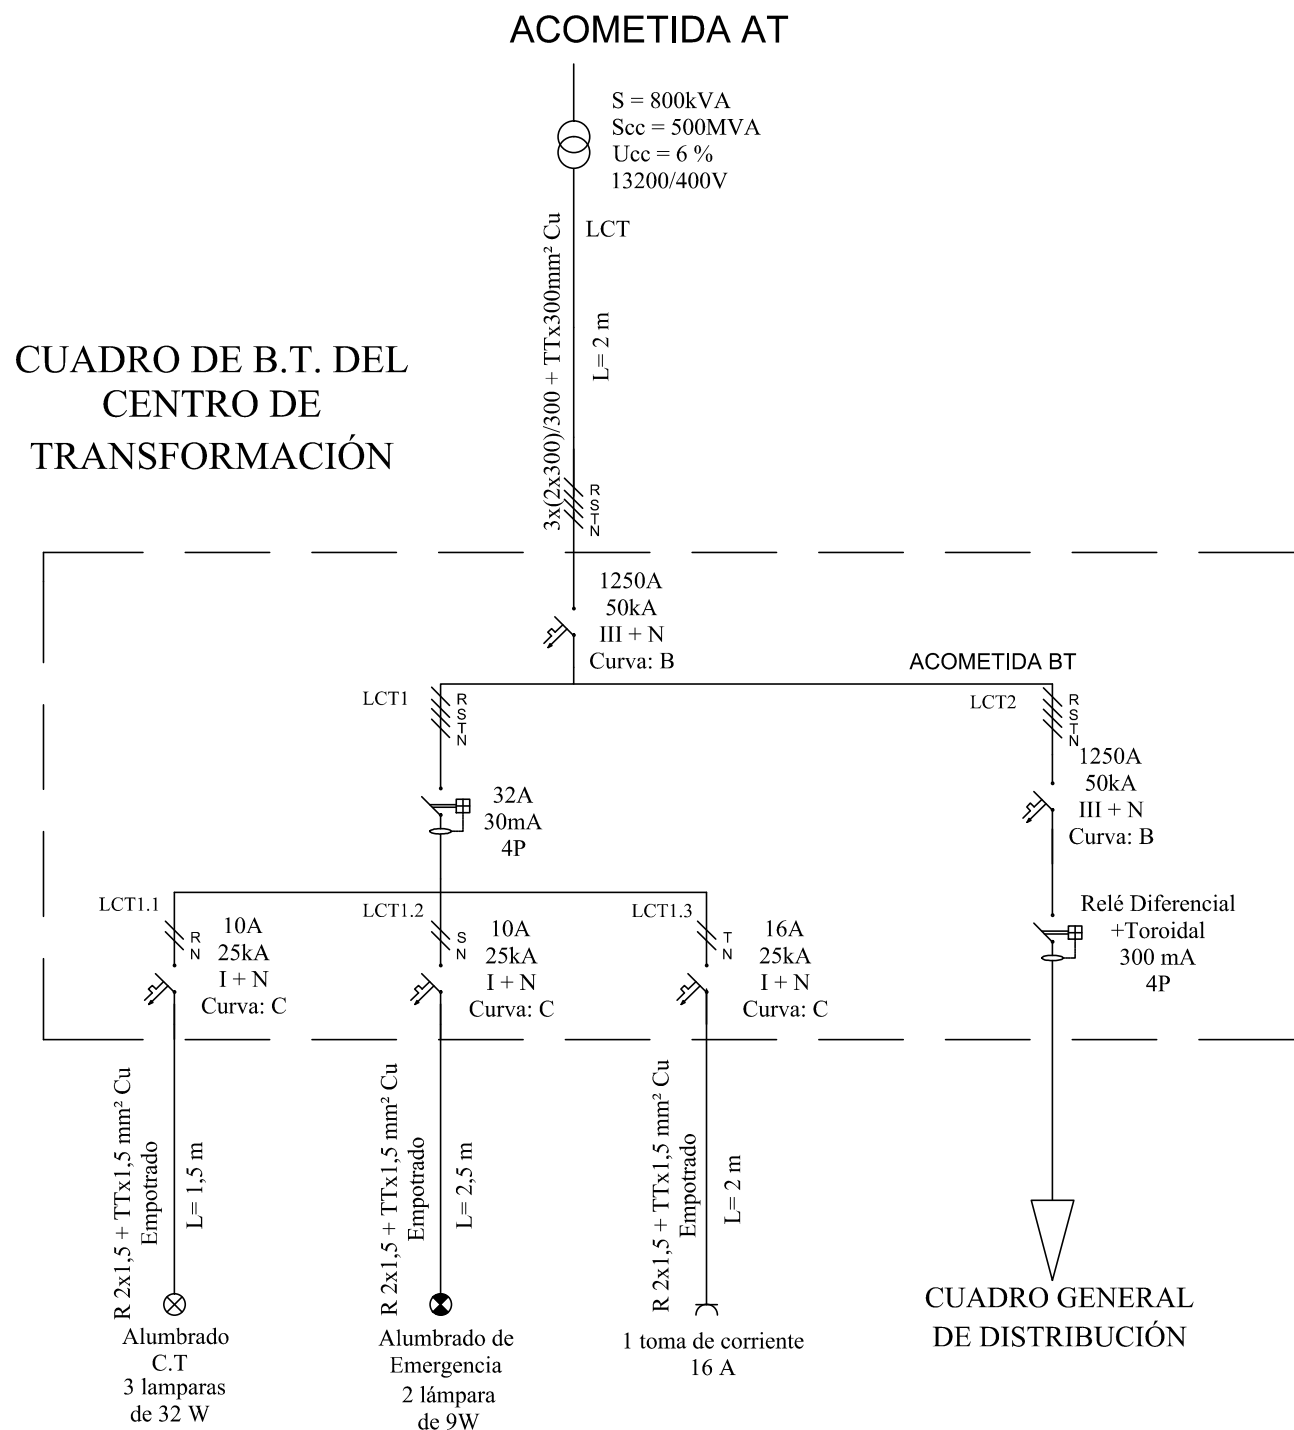 ACOMETIDA AT
S = 800kVA
Scc = 500MVA
Ucc = 6 %
13200/400V
LCT
3x(2x300)/300 + TTx300mm² Cu
L= 2 m
R
S
T
N
CUADRO DE B.T. DEL
CENTRO DE
TRANSFORMACIÓN
1250A
50kA
III + N
Curva: B
ACOMETIDA BT
LCT1
R
S
T
N
LCT2
R
S
T
N
32A
30mA
4P
1250A
50kA
III + N
Curva: B
LCT1.1
R
N
10A
25kA
I + N
Curva: C
LCT1.2
S
N
10A
25kA
I + N
Curva: C
LCT1.3
T
N
16A
25kA
I + N
Curva: C
Relé Diferencial
+Toroidal
300 mA
4P
R 2x1,5 + TTx1,5 mm² Cu
Empotrado
L= 1,5 m
R 2x1,5 + TTx1,5 mm² Cu
Empotrado
L= 2,5 m
R 2x1,5 + TTx1,5 mm² Cu
Empotrado
L= 2 m
Alumbrado
C.T
3 lamparas
de 32 W
Alumbrado de
Emergencia
2 lámpara
de 9W
1 toma de corriente
16 A
CUADRO GENERAL
DE DISTRIBUCIÓN